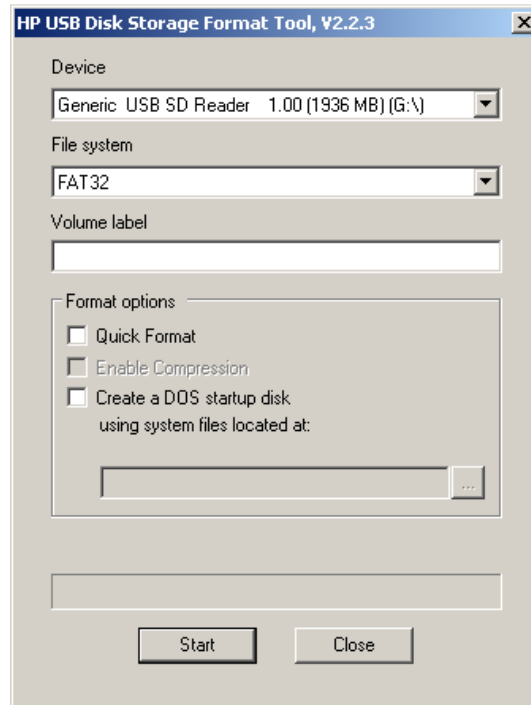 HP USB Disk Storage Format Tool, V2.2.3
Device
Generic USB SD Reader 1.00 (1936 MB) (G:\)
File system
FAT32
Volume label
Format options
Quick Format
Enable Compression
Create a DOS startup disk
using system files located at:
...
Start Close